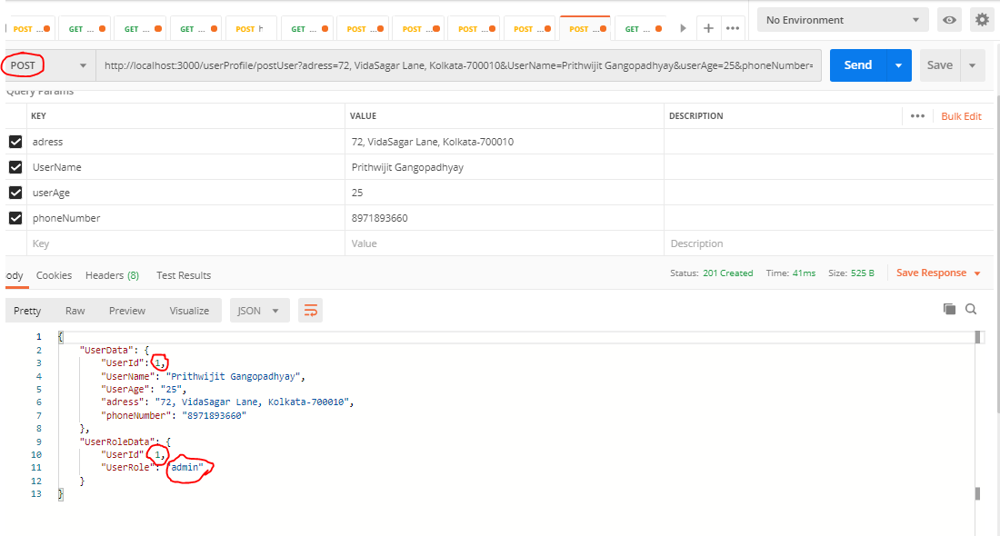 POST ... GET ... GET ... GET ... POST h GET ... POST ... POST ... POST ... POST ... POST ... GET ... + ••• No Environment
POST http://localhost:3000/userProfile/postUser?adress=72, VidaSagar Lane, Kolkata-700010&UserName=Prithwijit Gangopadhyay&userAge=25&phoneNumber= Send Save
Query Params
KEY VALUE DESCRIPTION ••• Bulk Edit
adress 72, VidaSagar Lane, Kolkata-700010
UserName Prithwijit Gangopadhyay
userAge 25
phoneNumber 8971893660
Key Value Description
ody Cookies Headers (8) Test Results Status: 201 Created Time: 41ms Size: 525 B Save Response
Pretty Raw Preview Visualize JSON
1 {
2 "UserData": {
3 "UserId": 1,
4 "UserName": "Prithwijit Gangopadhyay",
5 "UserAge": "25",
6 "adress": "72, VidaSagar Lane, Kolkata-700010",
7 "phoneNumber": "8971893660"
8 },
9 "UserRoleData": {
10 "UserId": 1,
11 "UserRole": "admin"
12 }
13 }